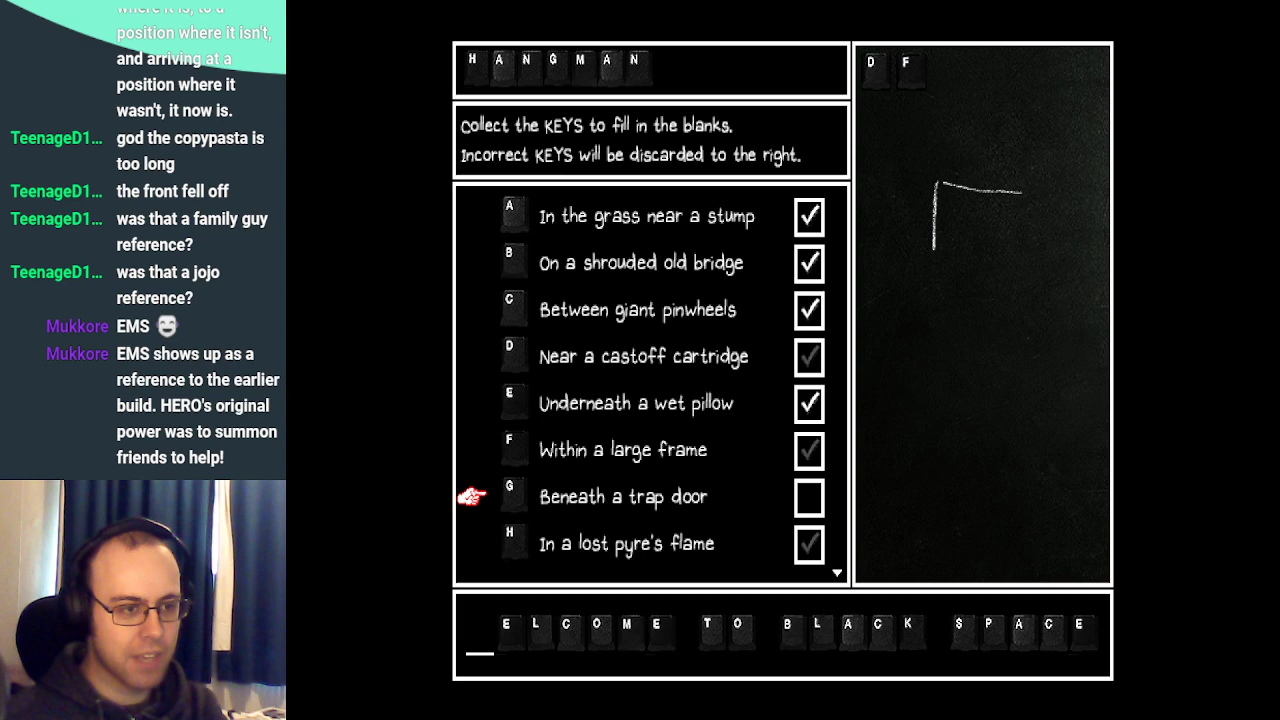 where it is, to a
position where it isn't,
and arriving at a
position where it
wasn't, it now is.
TeenageD1... god the copypasta is
too long
TeenageD1... the front fell off
TeenageD1... was that a family guy
reference?
TeenageD1... was that a jojo
reference?
Mukkore EMS
Mukkore EMS shows up as a
reference to the earlier
build. HERO's original
power was to summon
friends to help!
HANGMAN
Collect the KEYS to fill in the blanks.
Incorrect KEYS will be discarded to the right.
A In the grass near a stump
B On a shrouded old bridge
C Between giant pinwheels
D Near a castoff cartridge
E Underneath a wet pillow
F Within a large frame
G Beneath a trap door
H In a lost pyre's flame
D F
_ELCOME TO BLACK SPACE